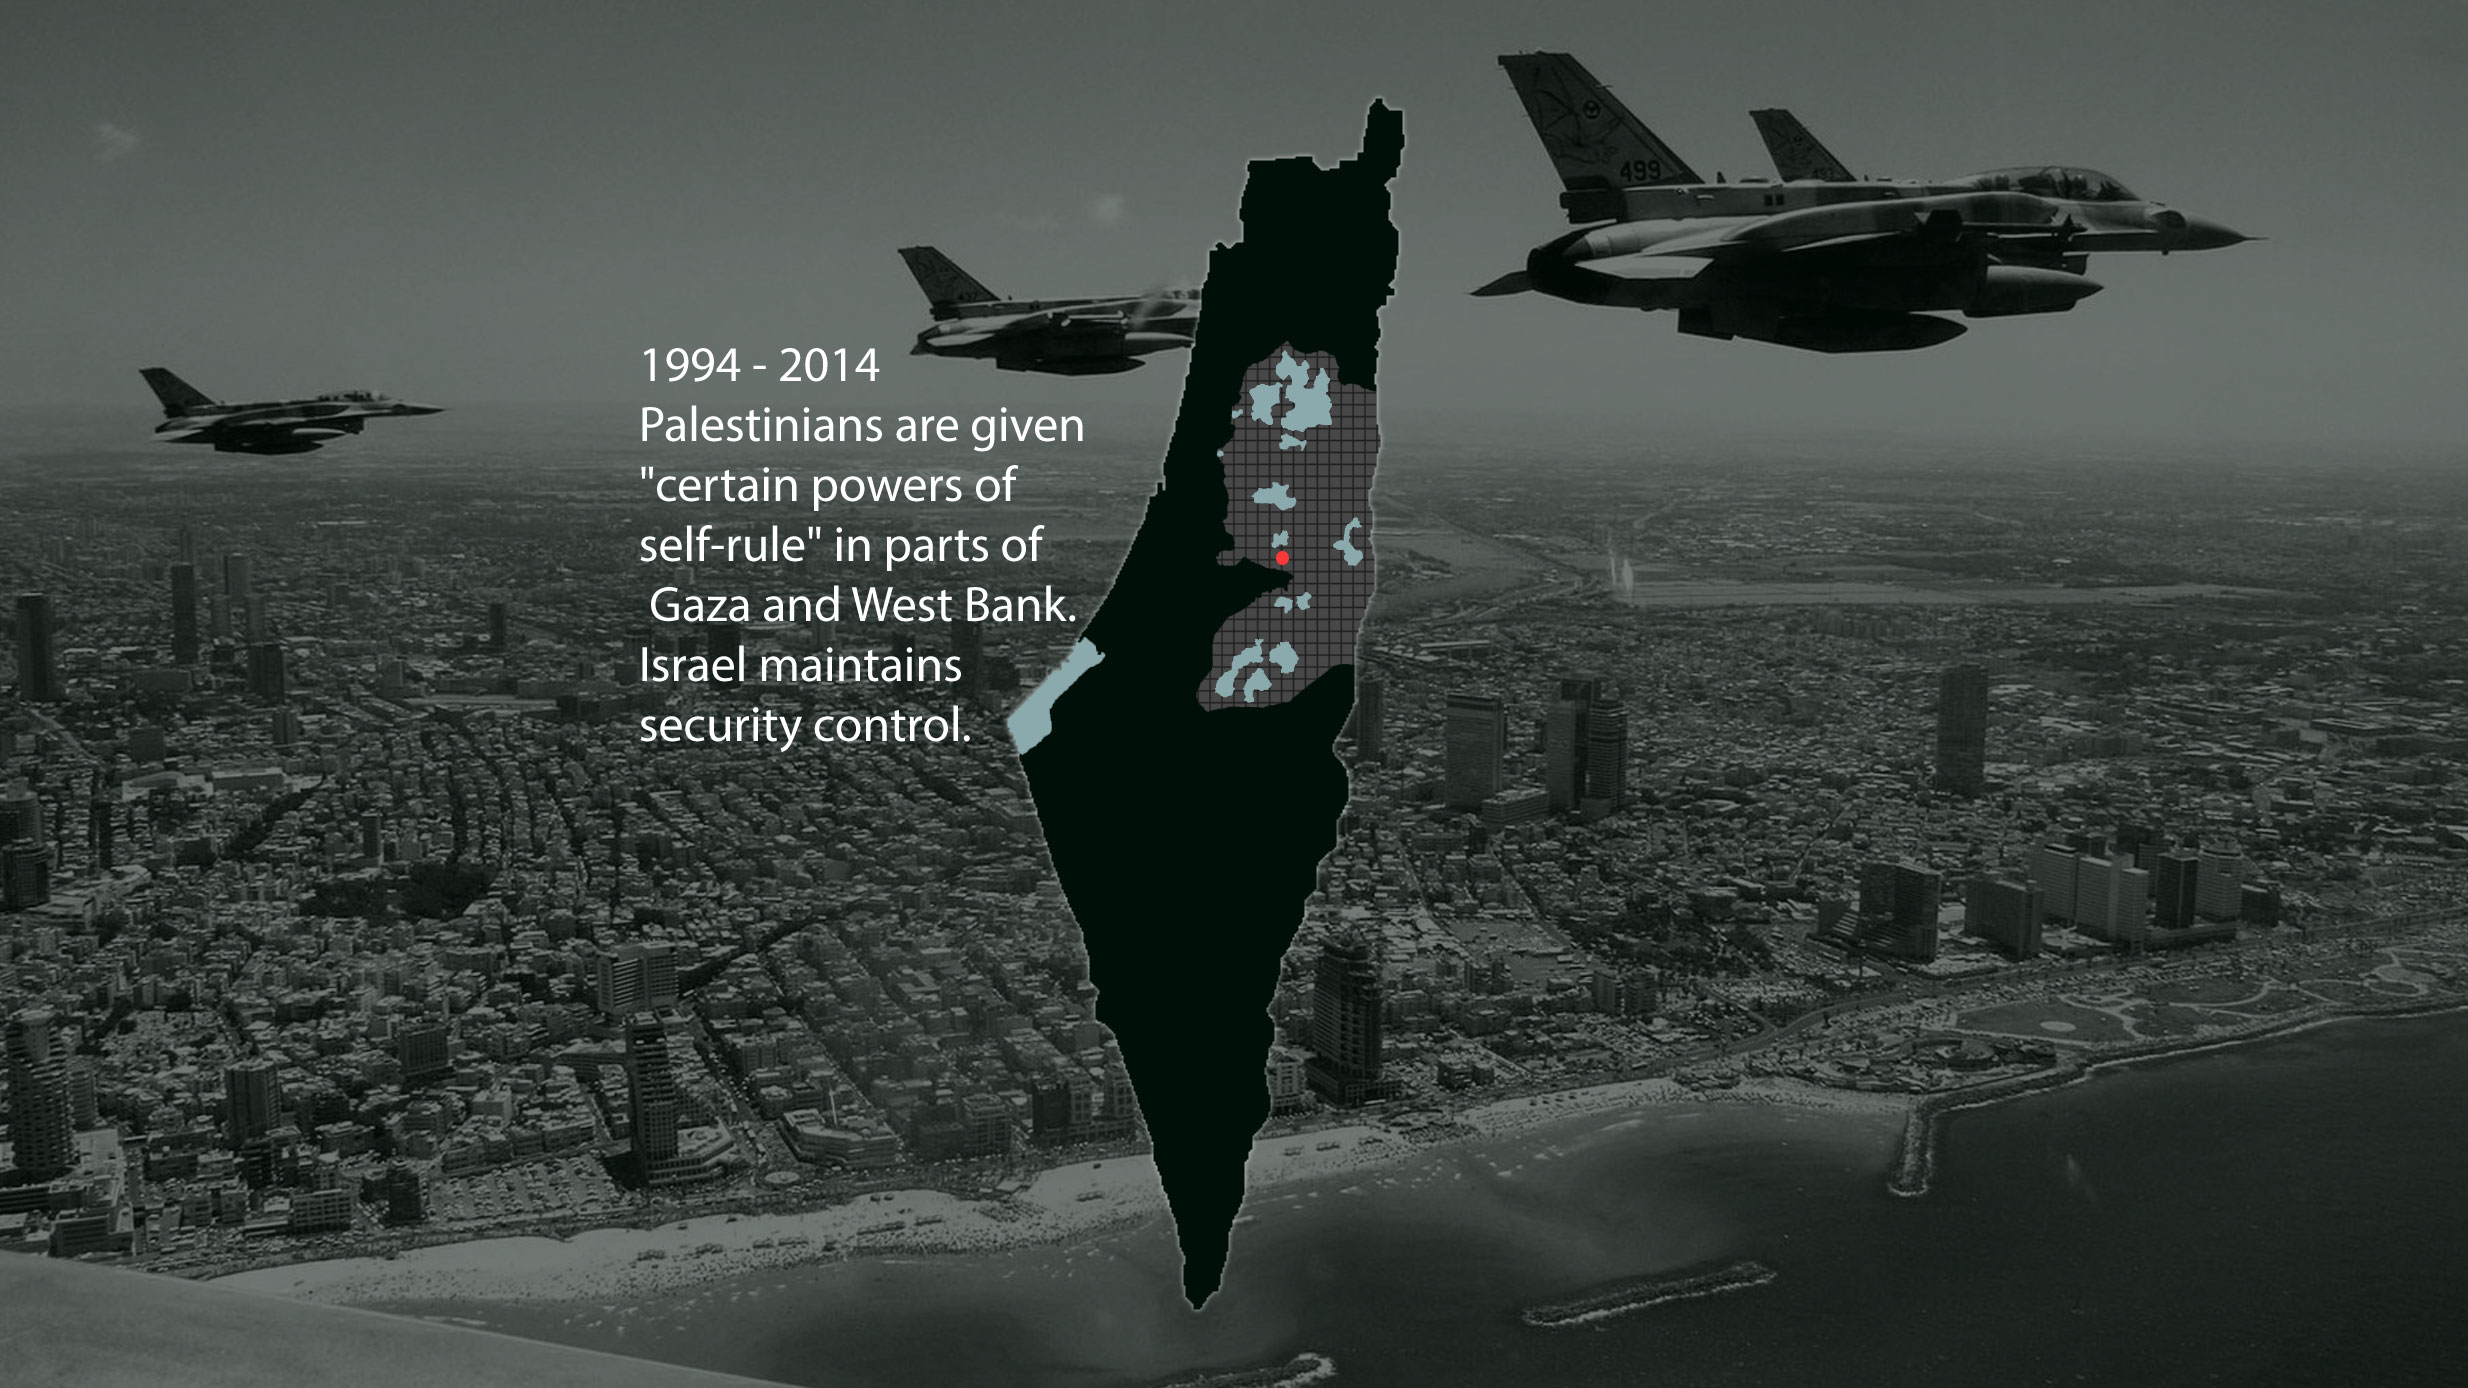 1994 - 2014
Palestinians are given
"certain powers of
self-rule" in parts of
Gaza and West Bank.
Israel maintains
security control.
499